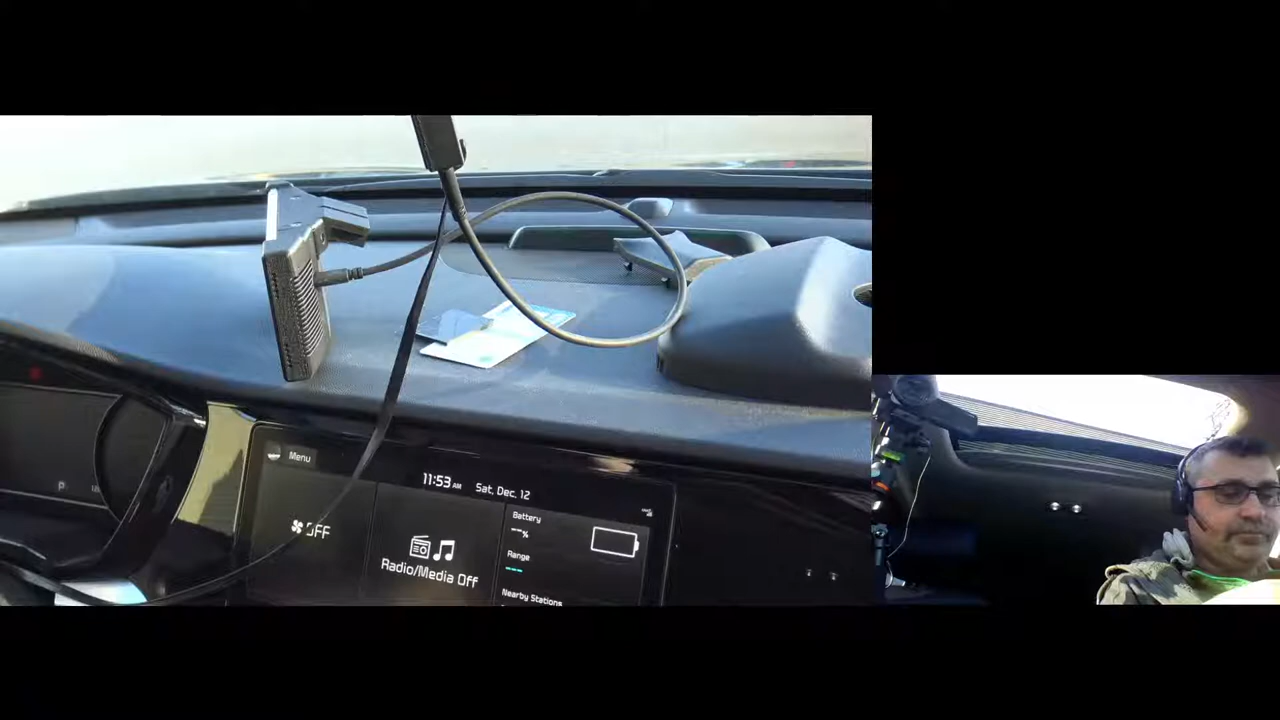 Menu
11:53 AM
Sat, Dec. 12
OFF
Radio/Media Off
Battery
--%
Range
---
Nearby Stations
P